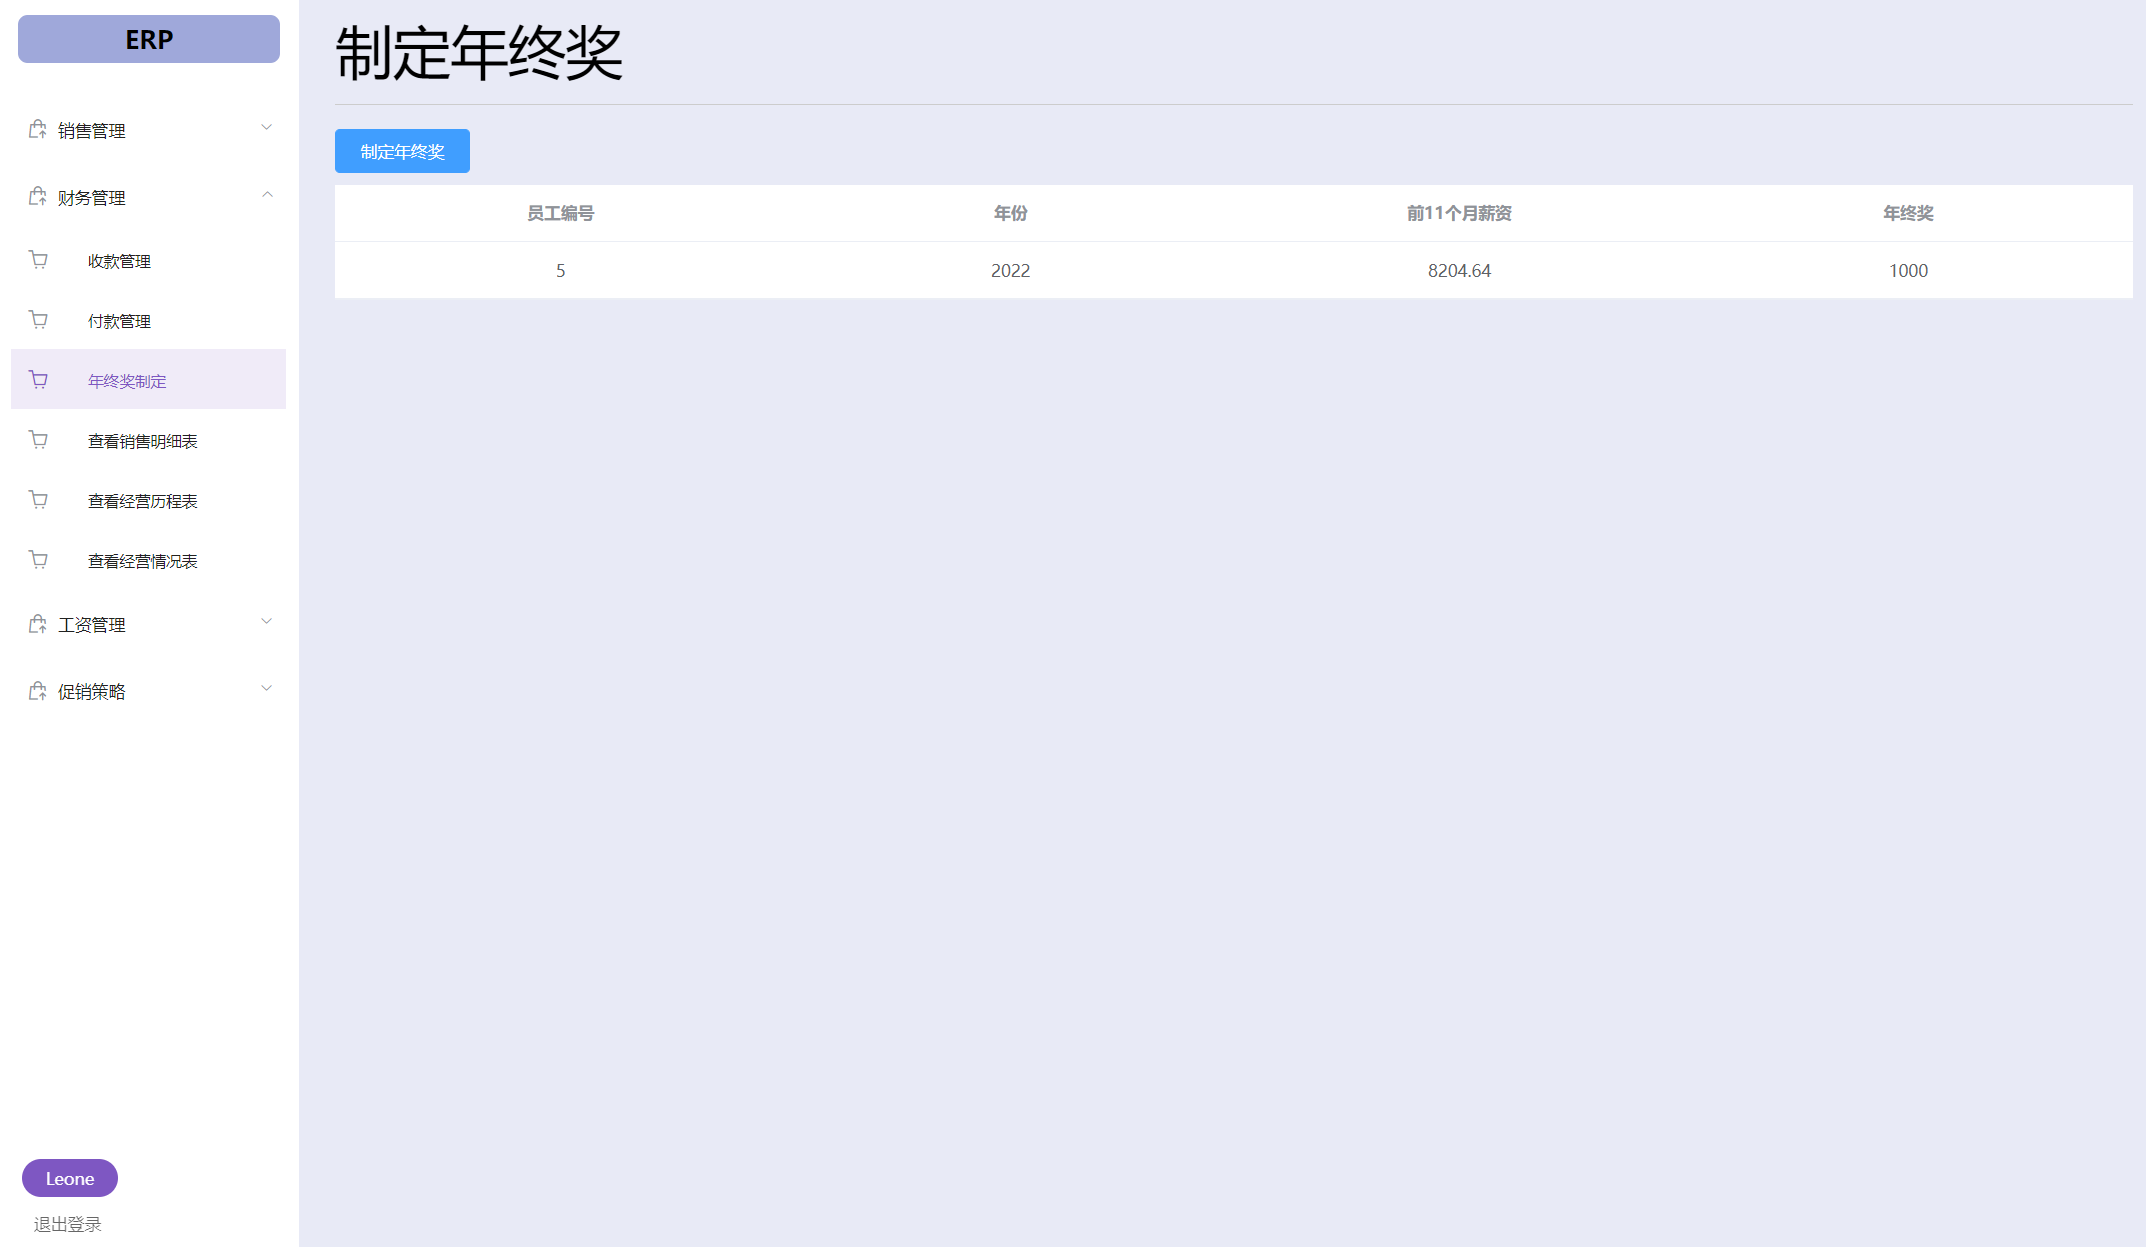 ERP
销售管理
财务管理
收款管理
付款管理
年终奖制定
查看销售明细表
查看经营历程表
查看经营情况表
工资管理
促销策略
Leone
退出登录
制定年终奖
制定年终奖
员工编号 年份 前11个月薪资 年终奖
5 2022 8204.64 1000